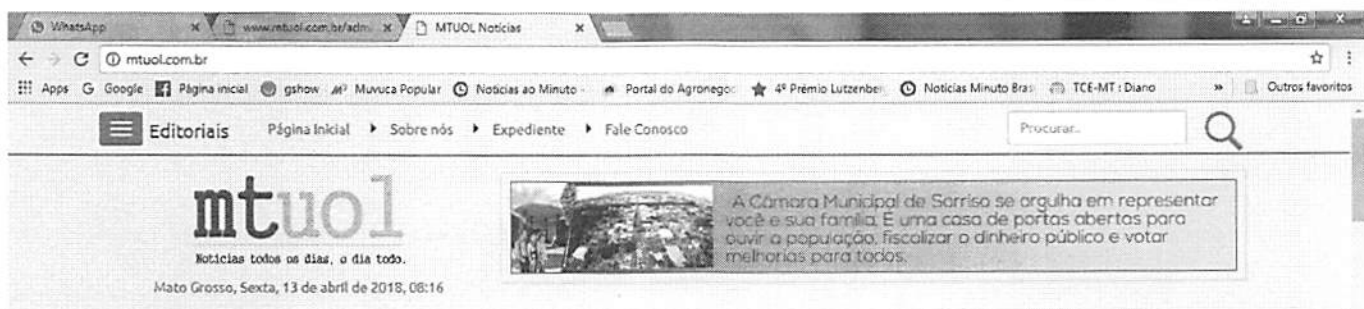 WhatsApp
www.mtuol.com.br/adm
MTUOL Notícias
mtuol.com.br
Apps
Google
Página inicial
gshow
Muvuca Popular
Notícias ao Minuto -
Portal do Agronegoc
4º Prêmio Lutzenber
Notícias Minuto Bras
TCE-MT : Diario
»
Outros favoritos
Editoriais
Página Inicial
Sobre nós
Expediente
Fale Conosco
Procurar..
mtuol
Notícias todos os dias, o dia todo.
Mato Grosso, Sexta, 13 de abril de 2018, 08:16
A Câmara Municipal de Sorriso se orgulha em representar
você e sua família. É uma casa de portas abertas para
ouvir a população, fiscalizar o dinheiro público e votar
melhorias para todos.